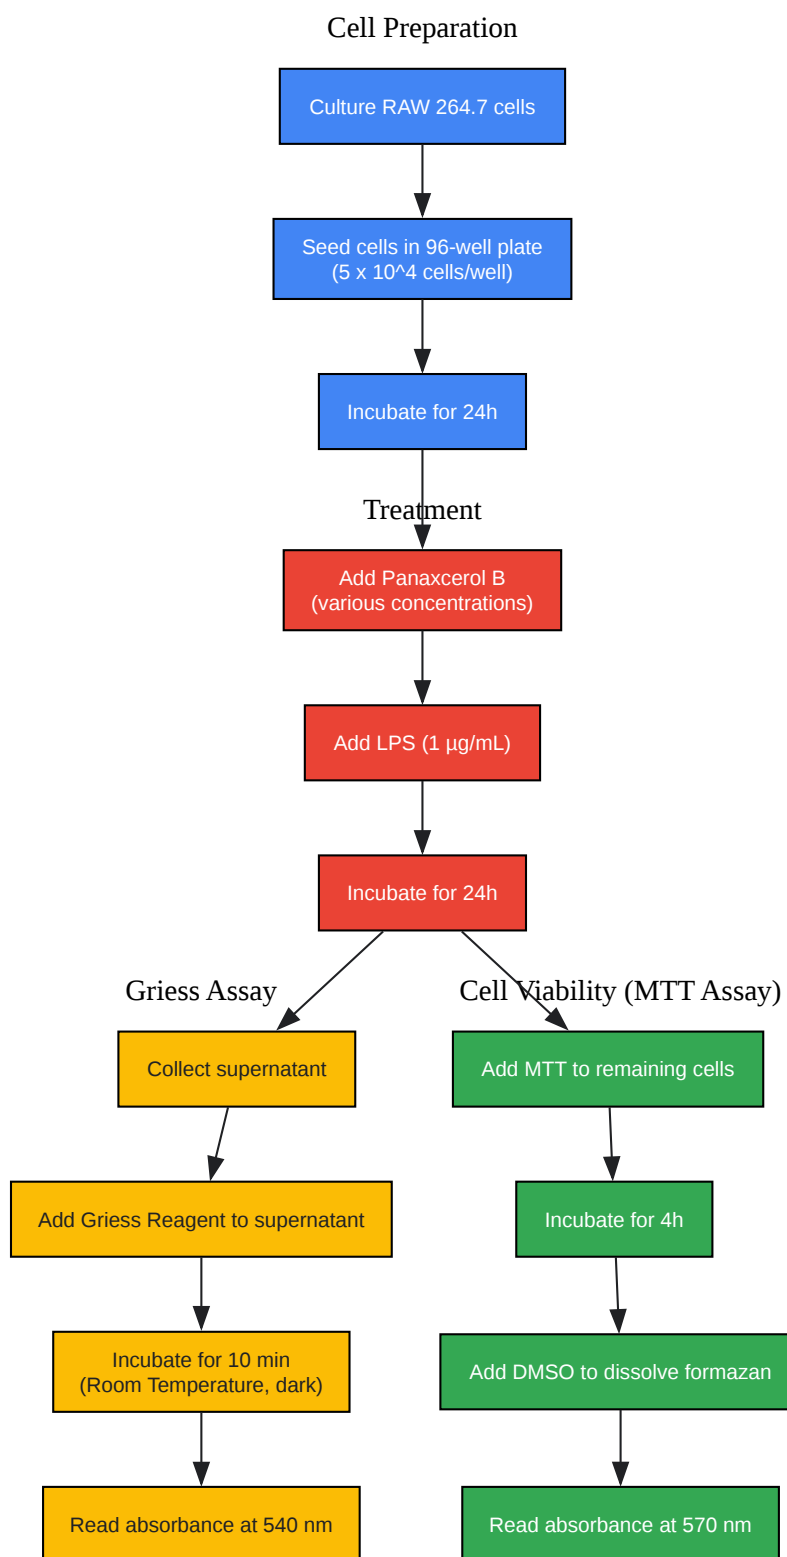 Cell Preparation
Culture RAW 264.7 cells
Seed cells in 96-well plate
(5 x 10^4 cells/well)
Incubate for 24h
Treatment
Add Panaxcerol B
(various concentrations)
Add LPS (1 µg/mL)
Incubate for 24h
Griess Assay
Collect supernatant
Add Griess Reagent to supernatant
Incubate for 10 min
(Room Temperature, dark)
Read absorbance at 540 nm
Cell Viability (MTT Assay)
Add MTT to remaining cells
Incubate for 4h
Add DMSO to dissolve formazan
Read absorbance at 570 nm